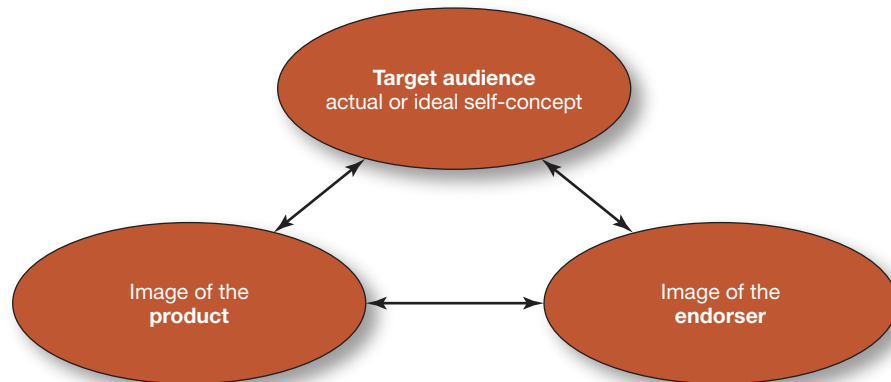 Target audience
actual or ideal self-concept
Image of the
product
Image of the
endorser